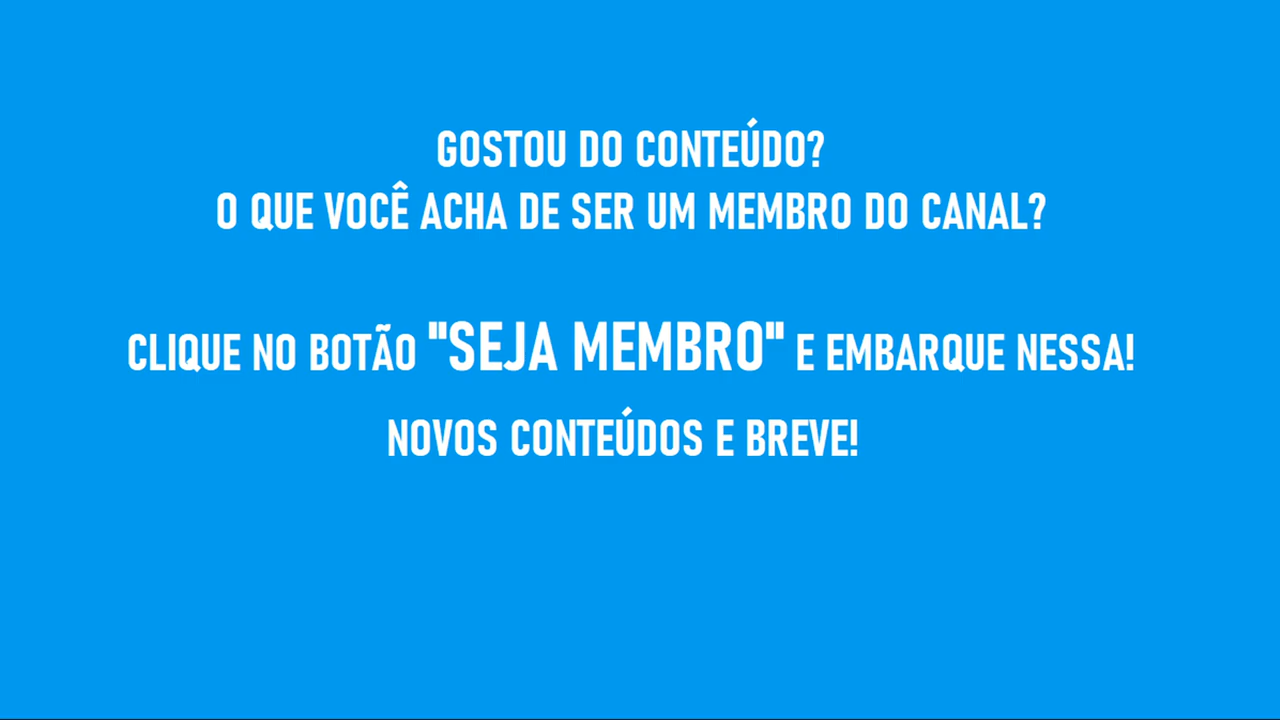 GOSTOU DO CONTEÚDO?
O QUE VOCÊ ACHA DE SER UM MEMBRO DO CANAL?
CLIQUE NO BOTÃO "SEJA MEMBRO" E EMBARQUE NESSA!
NOVOS CONTEÚDOS E BREVE!